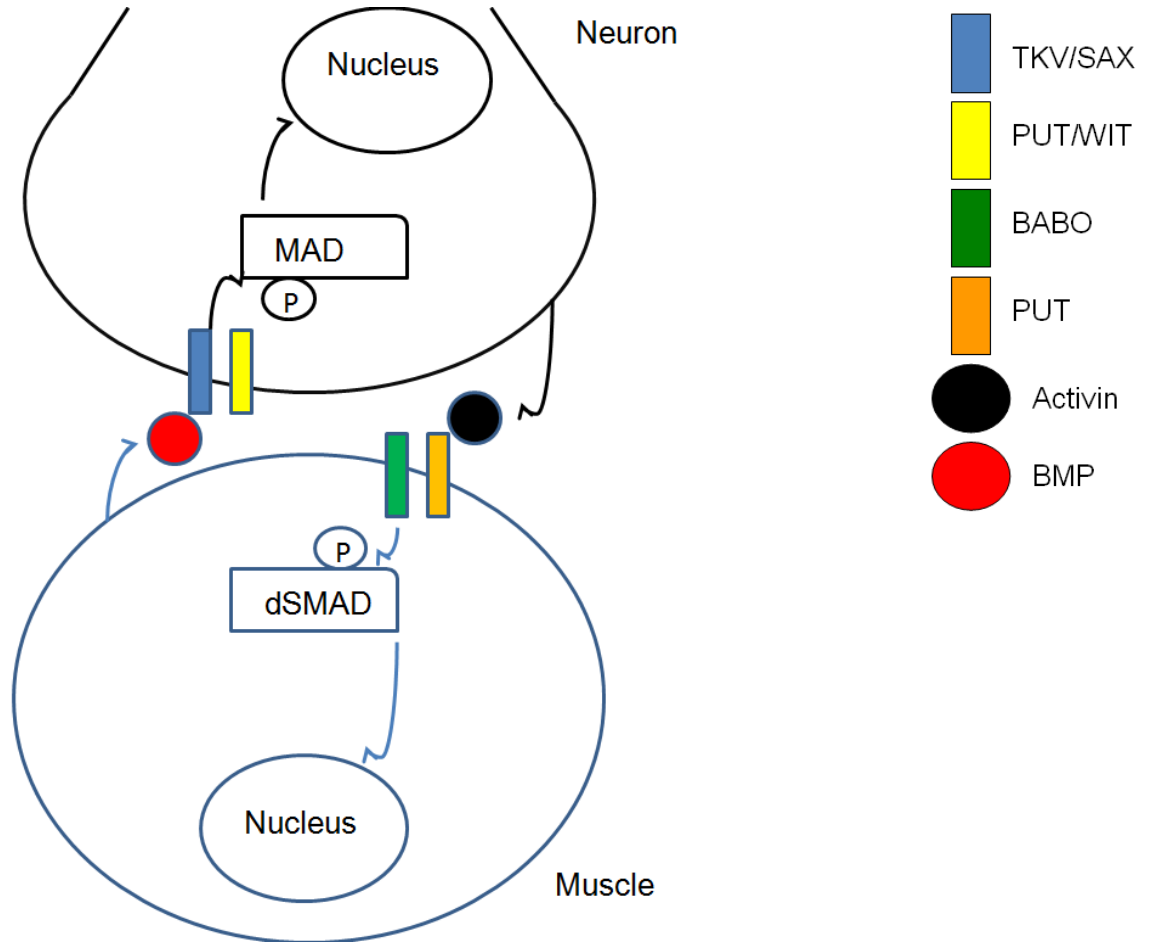 Neuron
Nucleus
MAD
P
P
dSMAD
Nucleus
Muscle
TKV/SAX
PUT/WIT
BABO
PUT
Activin
BMP